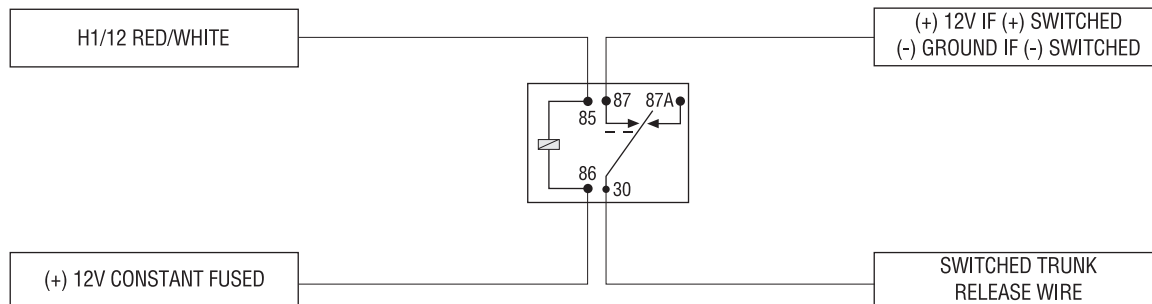 H1/12 RED/WHITE
(+) 12V IF (+) SWITCHED
(-) GROUND IF (-) SWITCHED
87 87A
85
86
30
(+) 12V CONSTANT FUSED
SWITCHED TRUNK
RELEASE WIRE